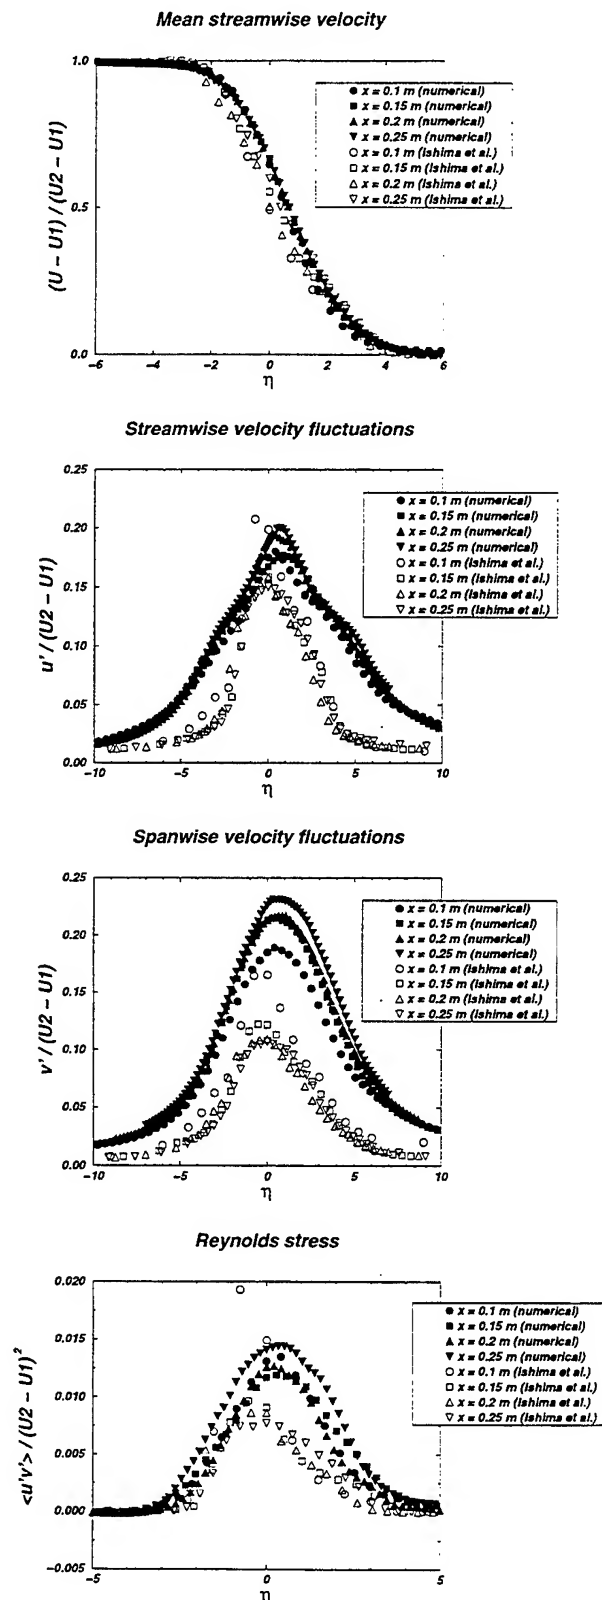 Mean streamwise velocity
1.0
0.5
0.0
(U − U1) / (U2 − U1)
−6
−4
−2
0
2
4
6
η
x = 0.1 m (numerical)
x = 0.15 m (numerical)
x = 0.2 m (numerical)
x = 0.25 m (numerical)
x = 0.1 m (Ishima et al.)
x = 0.15 m (Ishima et al.)
x = 0.2 m (Ishima et al.)
x = 0.25 m (Ishima et al.)
Streamwise velocity fluctuations
0.25
0.20
0.15
0.10
0.05
0.00
u' / (U2 − U1)
−10
−5
0
5
10
η
x = 0.1 m (numerical)
x = 0.15 m (numerical)
x = 0.2 m (numerical)
x = 0.25 m (numerical)
x = 0.1 m (Ishima et al.)
x = 0.15 m (Ishima et al.)
x = 0.2 m (Ishima et al.)
x = 0.25 m (Ishima et al.)
Spanwise velocity fluctuations
0.25
0.20
0.15
0.10
0.05
0.00
v' / (U2 − U1)
−10
−5
0
5
10
η
x = 0.1 m (numerical)
x = 0.15 m (numerical)
x = 0.2 m (numerical)
x = 0.25 m (numerical)
x = 0.1 m (Ishima et al.)
x = 0.15 m (Ishima et al.)
x = 0.2 m (Ishima et al.)
x = 0.25 m (Ishima et al.)
Reynolds stress
0.020
0.015
0.010
0.005
0.000
−0.005
<u'v'> / (U2 − U1)²
−5
0
5
η
x = 0.1 m (numerical)
x = 0.15 m (numerical)
x = 0.2 m (numerical)
x = 0.25 m (numerical)
x = 0.1 m (Ishima et al.)
x = 0.15 m (Ishima et al.)
x = 0.2 m (Ishima et al.)
x = 0.25 m (Ishima et al.)